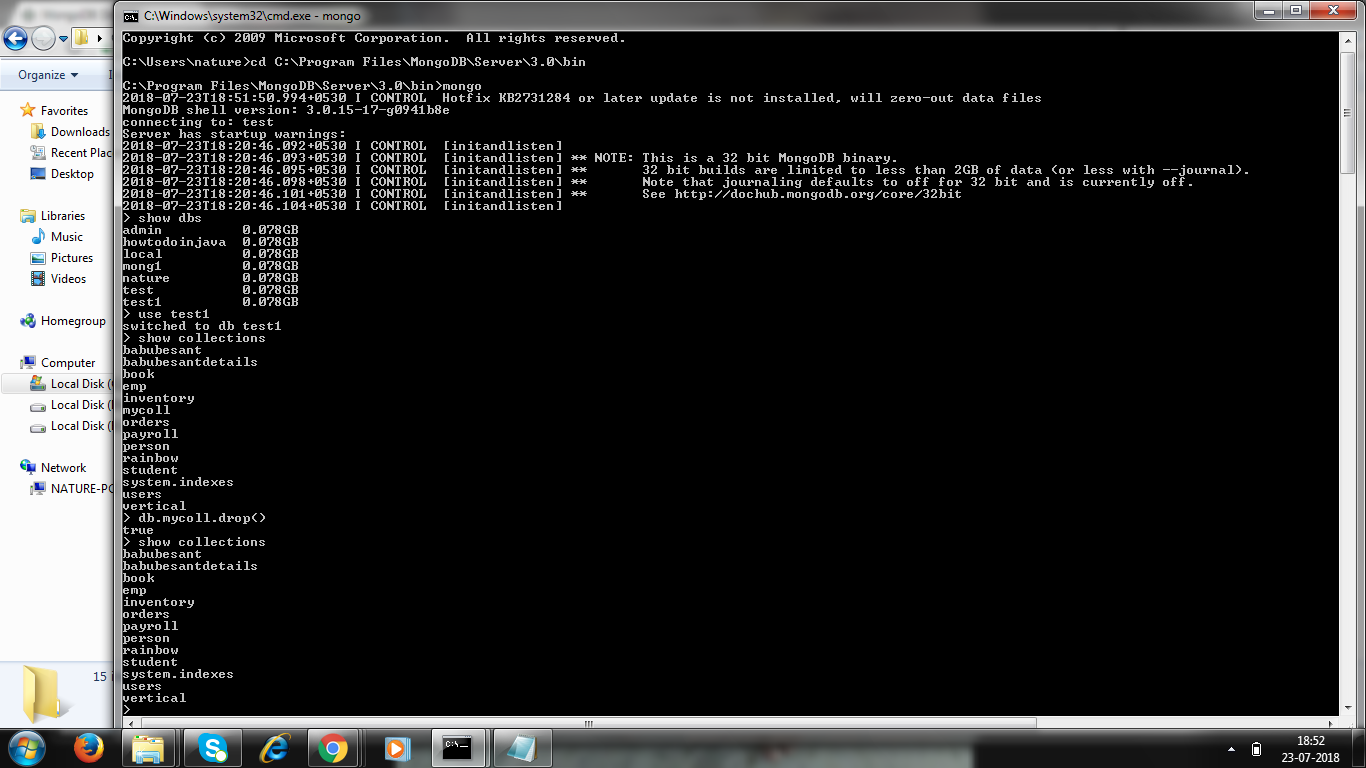 C:\Windows\system32\cmd.exe - mongo
Organize
Favorites
Downloads
Recent Plac
Desktop
Libraries
Music
Pictures
Videos
Homegroup
Computer
Local Disk (
Local Disk (
Local Disk (
Network
NATURE-PC
15
Copyright (c) 2009 Microsoft Corporation.  All rights reserved.
C:\Users\nature>cd C:\Program Files\MongoDB\Server\3.0\bin
C:\Program Files\MongoDB\Server\3.0\bin>mongo
2018-07-23T18:51:50.994+0530 I CONTROL  Hotfix KB2731284 or later update is not installed, will zero-out data files
MongoDB shell version: 3.0.15-17-g0941b8e
connecting to: test
Server has startup warnings:
2018-07-23T18:20:46.092+0530 I CONTROL  [initandlisten]
2018-07-23T18:20:46.093+0530 I CONTROL  [initandlisten] ** NOTE: This is a 32 bit MongoDB binary.
2018-07-23T18:20:46.095+0530 I CONTROL  [initandlisten] **       32 bit builds are limited to less than 2GB of data (or less with --journal).
2018-07-23T18:20:46.098+0530 I CONTROL  [initandlisten] **       Note that journaling defaults to off for 32 bit and is currently off.
2018-07-23T18:20:46.101+0530 I CONTROL  [initandlisten] **       See http://dochub.mongodb.org/core/32bit
2018-07-23T18:20:46.104+0530 I CONTROL  [initandlisten]
> show dbs
admin          0.078GB
howtodoinjava  0.078GB
local          0.078GB
mong1          0.078GB
nature         0.078GB
test           0.078GB
test1          0.078GB
> use test1
switched to db test1
> show collections
babubesant
babubesantdetails
book
emp
inventory
mycoll
orders
payroll
person
rainbow
student
system.indexes
users
vertical
> db.mycoll.drop()
true
> show collections
babubesant
babubesantdetails
book
emp
inventory
orders
payroll
person
rainbow
student
system.indexes
users
vertical
>
18:52
23-07-2018